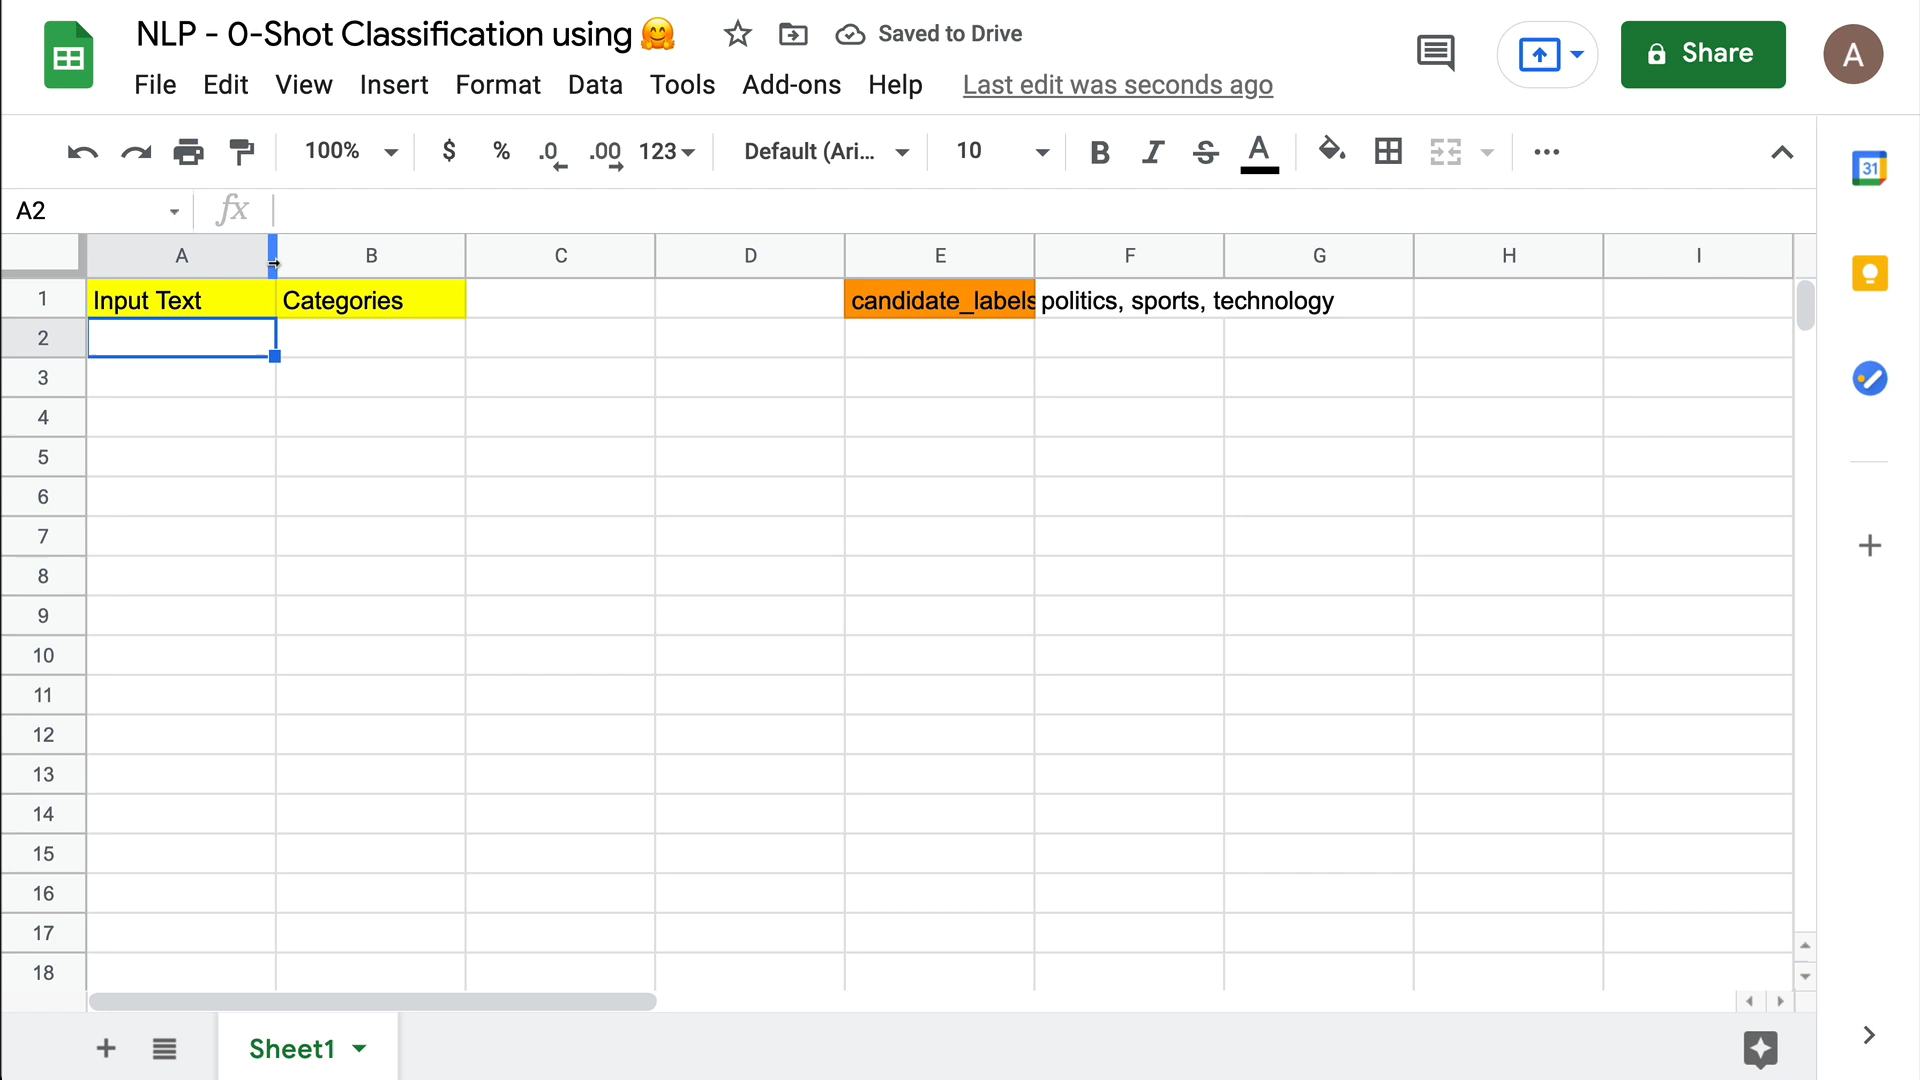 NLP - 0-Shot Classification using 🤗
Saved to Drive
File Edit View Insert Format Data Tools Add-ons Help Last edit was seconds ago
Share
A
100% $ % .0 .00 123 Default (Ari... 10 B I S A
31
A2 fx
A B C D E F G H I
1 Input Text Categories candidate_labels politics, sports, technology
2
3
4
5
6
7
8
9
10
11
12
13
14
15
16
17
18
Sheet1